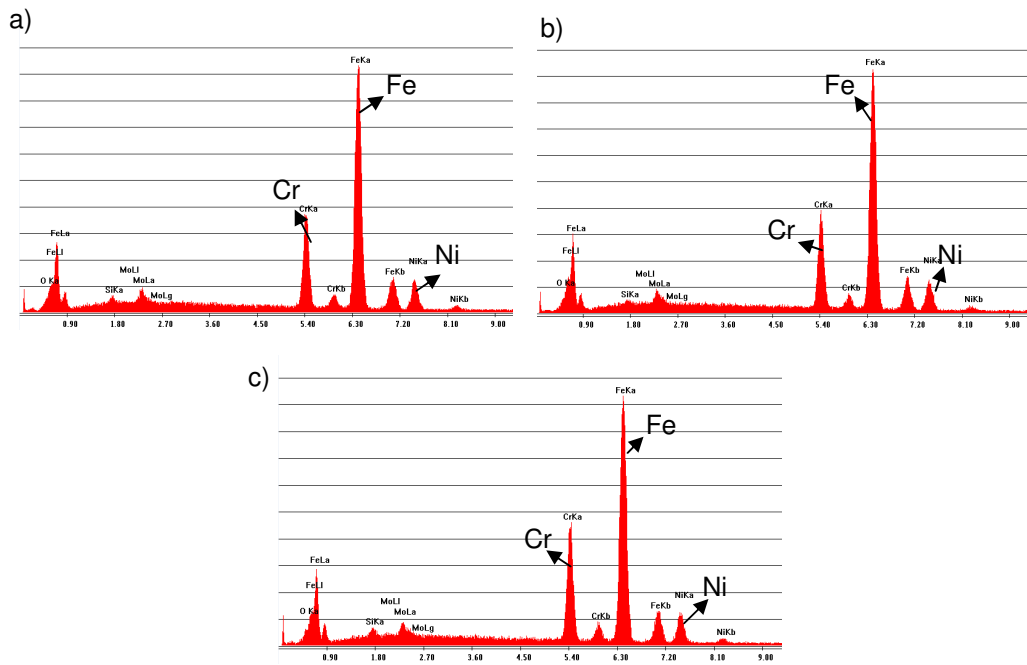 a)
FeKa
Fe
Cr
CrKa
FeLa
FeLl
O K
MoLl
MoLa
SiKa
MoLg
CrKb
FeKb
NiKa
Ni
NiKb
0.90 1.80 2.70 3.60 4.50 5.40 6.30 7.20 8.10 9.00
b)
FeKa
Fe
CrKa
Cr
FeLa
FeLl
O K
MoLl
MoLa
SiKa
MoLg
CrKb
FeKb
NiKa
Ni
NiKb
0.90 1.80 2.70 3.60 4.50 5.40 6.30 7.20 8.10 9.00
c)
FeKa
Fe
CrKa
Cr
FeLa
FeLl
O K
MoLl
MoLa
SiKa
MoLg
CrKb
FeKb
NiKa
Ni
NiKb
0.90 1.80 2.70 3.60 4.50 5.40 6.30 7.20 8.10 9.00